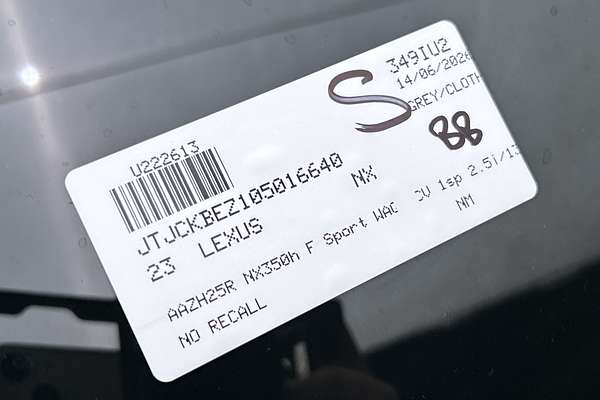 349IU2
14/06/2026
GREY/CLOTH
S
88
U222613
JTJCKBEZ105016640
23 LEXUS NX
AAZH25R NX350h F Sport WAG CV 1sp 2.5i/13
NO RECALL NM